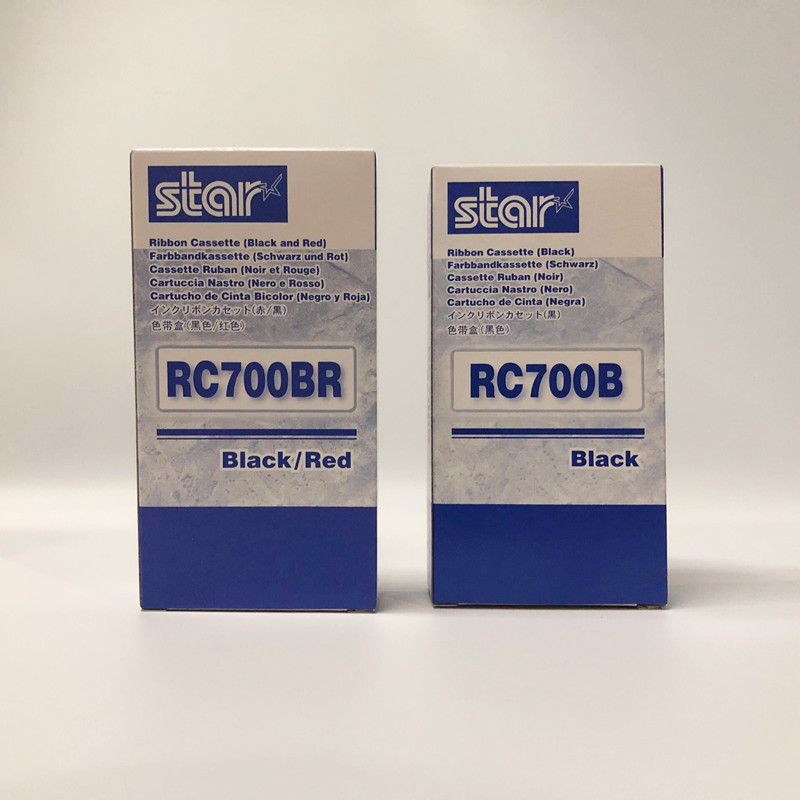 star
Ribbon Cassette (Black and Red)
Farbbandkassette (Schwarz und Rot)
Cassette Ruban (Noir et Rouge)
Cartuccia Nastro (Nero e Rosso)
Cartucho de Cinta Bicolor (Negro y Roja)
インクリボンカセット(赤/黒)
色带盒(黑色/红色)
RC700BR
Black/Red
star
Ribbon Cassette (Black)
Farbbandkassette (Schwarz)
Cassette Ruban (Noir)
Cartuccia Nastro (Nero)
Cartucho de Cinta (Negra)
インクリボンカセット(黒)
色带盒(黑色)
RC700B
Black